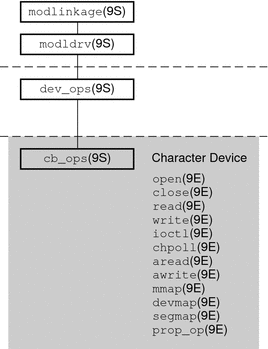 modlinkage(9S)
modldrv(9S)
dev_ops(9S)
cb_ops(9S)
Character Device
open(9E)
close(9E)
read(9E)
write(9E)
ioctl(9E)
chpoll(9E)
aread(9E)
awrite(9E)
mmap(9E)
devmap(9E)
segmap(9E)
prop_op(9E)